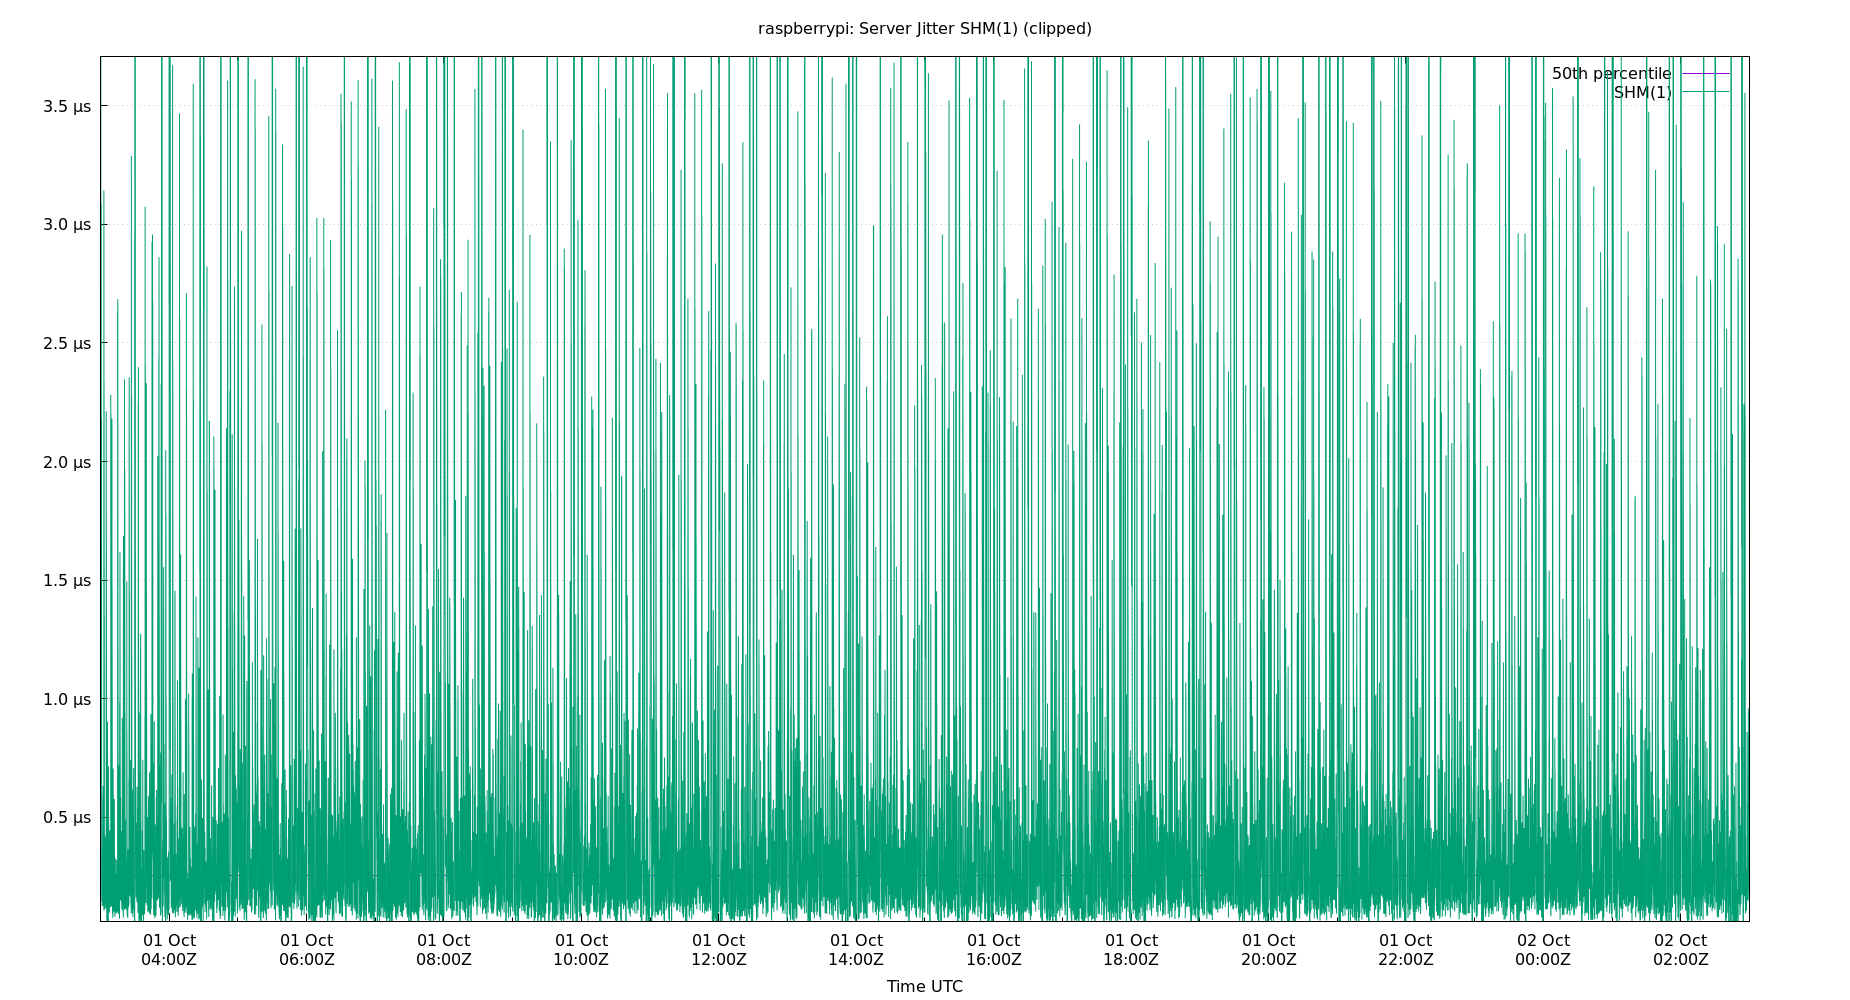 raspberrypi: Server Jitter SHM(1) (clipped)
50th percentile
SHM(1)
3.5 µs
3.0 µs
2.5 µs
2.0 µs
1.5 µs
1.0 µs
0.5 µs
01 Oct 01 Oct 01 Oct 01 Oct 01 Oct 01 Oct 01 Oct 01 Oct 01 Oct 01 Oct 02 Oct 02 Oct
04:00Z 06:00Z 08:00Z 10:00Z 12:00Z 14:00Z 16:00Z 18:00Z 20:00Z 22:00Z 00:00Z 02:00Z
Time UTC